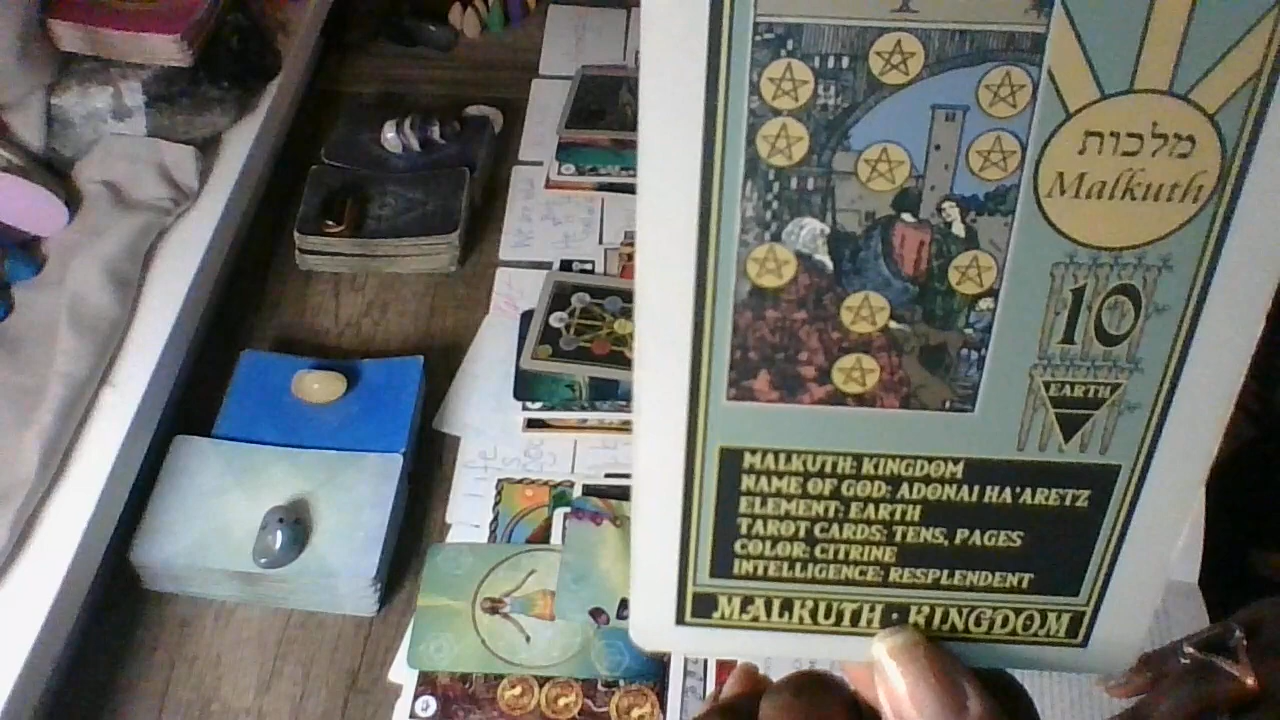 מלכות
Malkuth
10
EARTH
MALKUTH: KINGDOM
NAME OF GOD: ADONAI HA'ARETZ
ELEMENT: EARTH
TAROT CARDS: TENS, PAGES
COLOR: CITRINE
INTELLIGENCE: RESPLENDENT
MALKUTH · KINGDOM